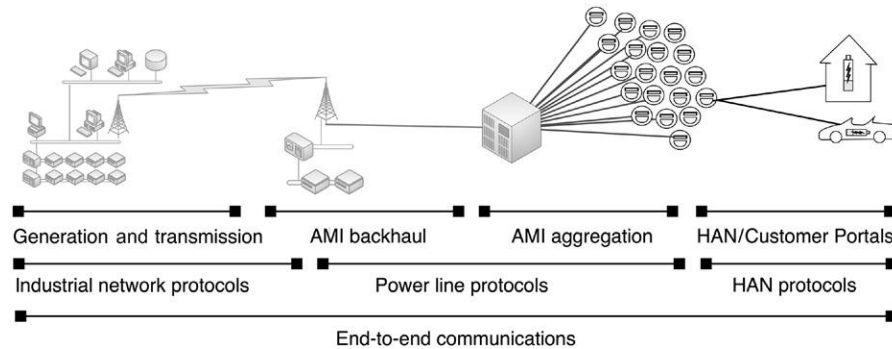 Generation and transmission AMI backhaul AMI aggregation HAN/Customer Portals
Industrial network protocols Power line protocols HAN protocols
End-to-end communications